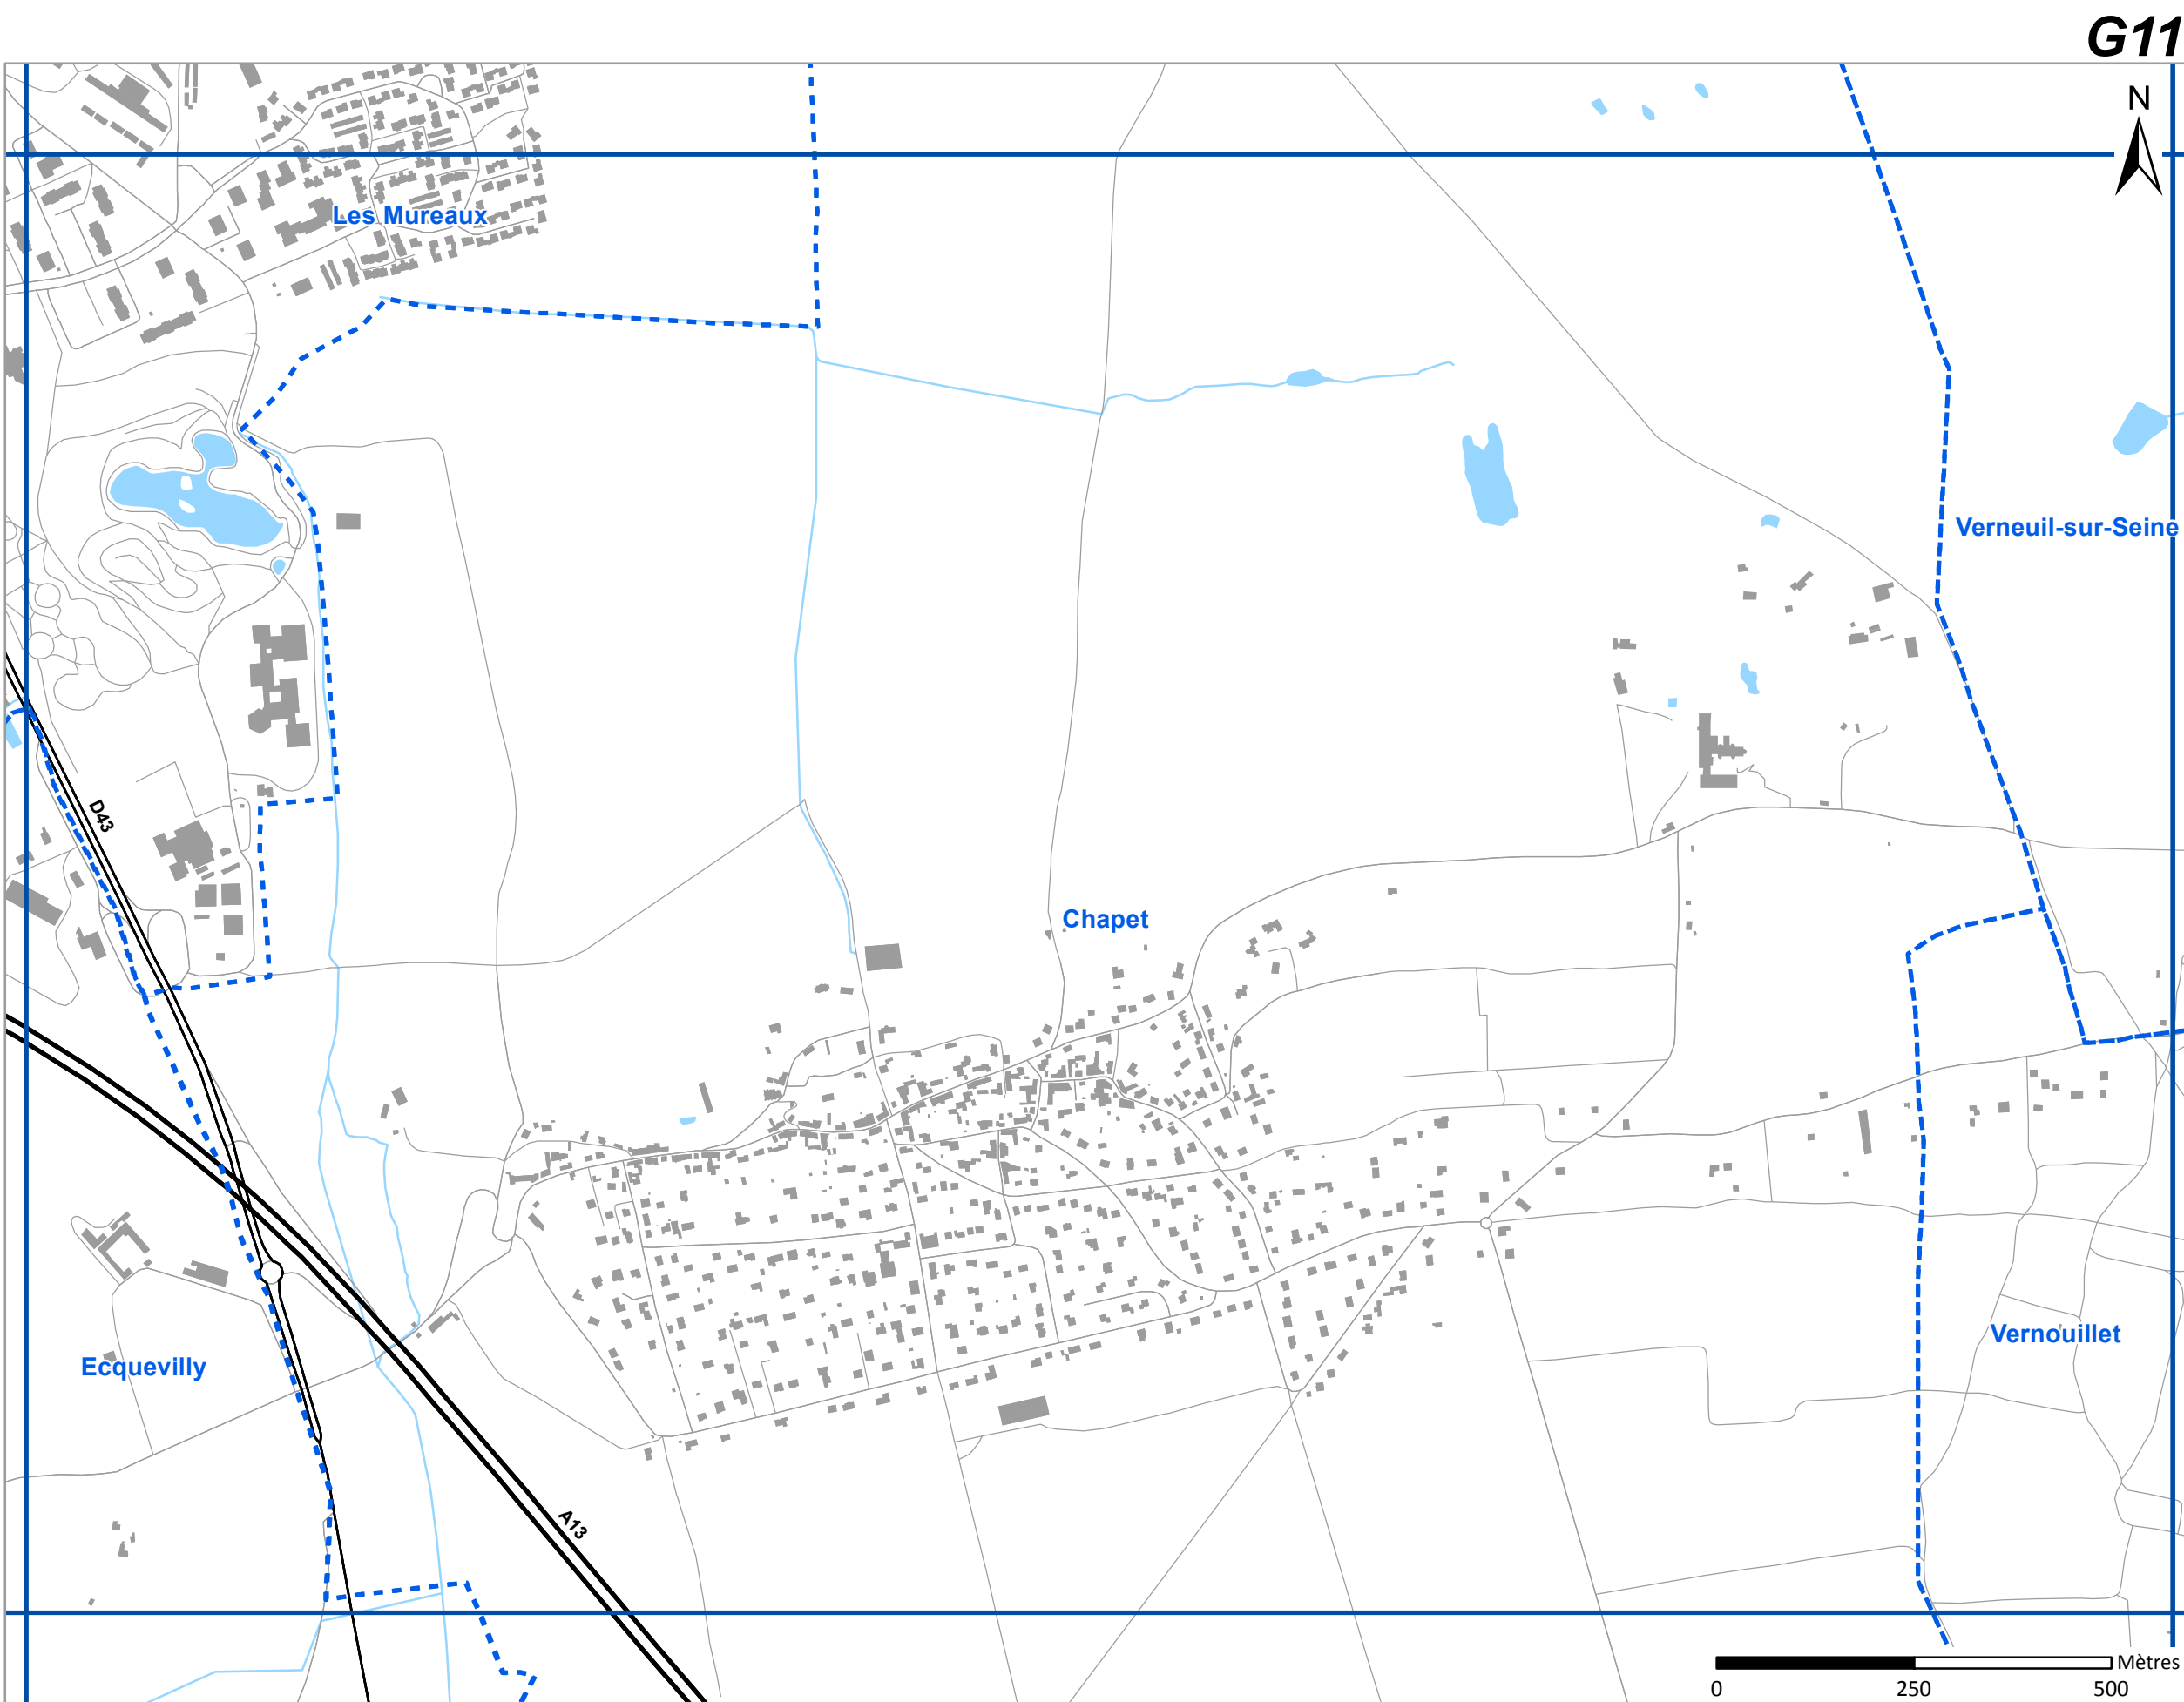 G11
N
Les Mureaux
Verneuil-sur-Seine
D43
Chapet
Vernouillet
Ecquevilly
A13
Mètres
0 250 500